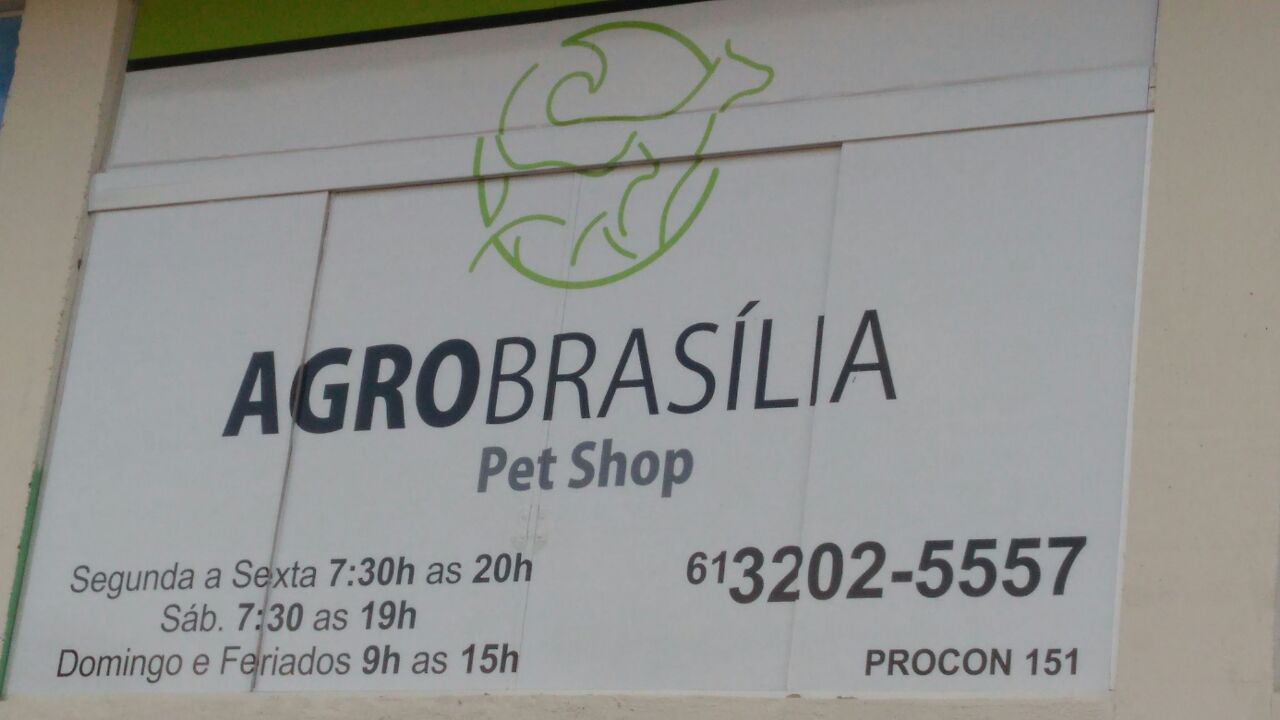 AGROBRASÍLIA
Pet Shop
Segunda a Sexta 7:30h as 20h
Sáb. 7:30 as 19h
Domingo e Feriados 9h as 15h
61 3202-5557
PROCON 151